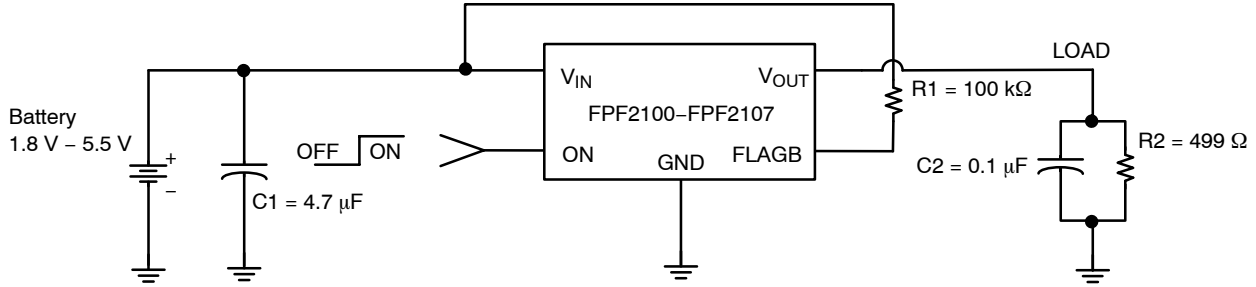 LOAD
V_IN
V_OUT
R1 = 100 kΩ
Battery
1.8 V – 5.5 V
FPF2100–FPF2107
+
–
OFF
ON
ON
GND
FLAGB
C2 = 0.1 μF
R2 = 499 Ω
C1 = 4.7 μF